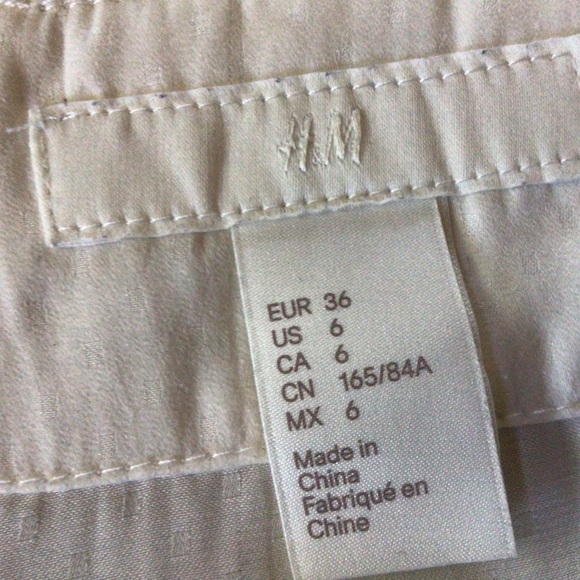 H&M
EUR 36
US 6
CA 6
CN 165/84A
MX 6
Made in
China
Fabriqué en
Chine